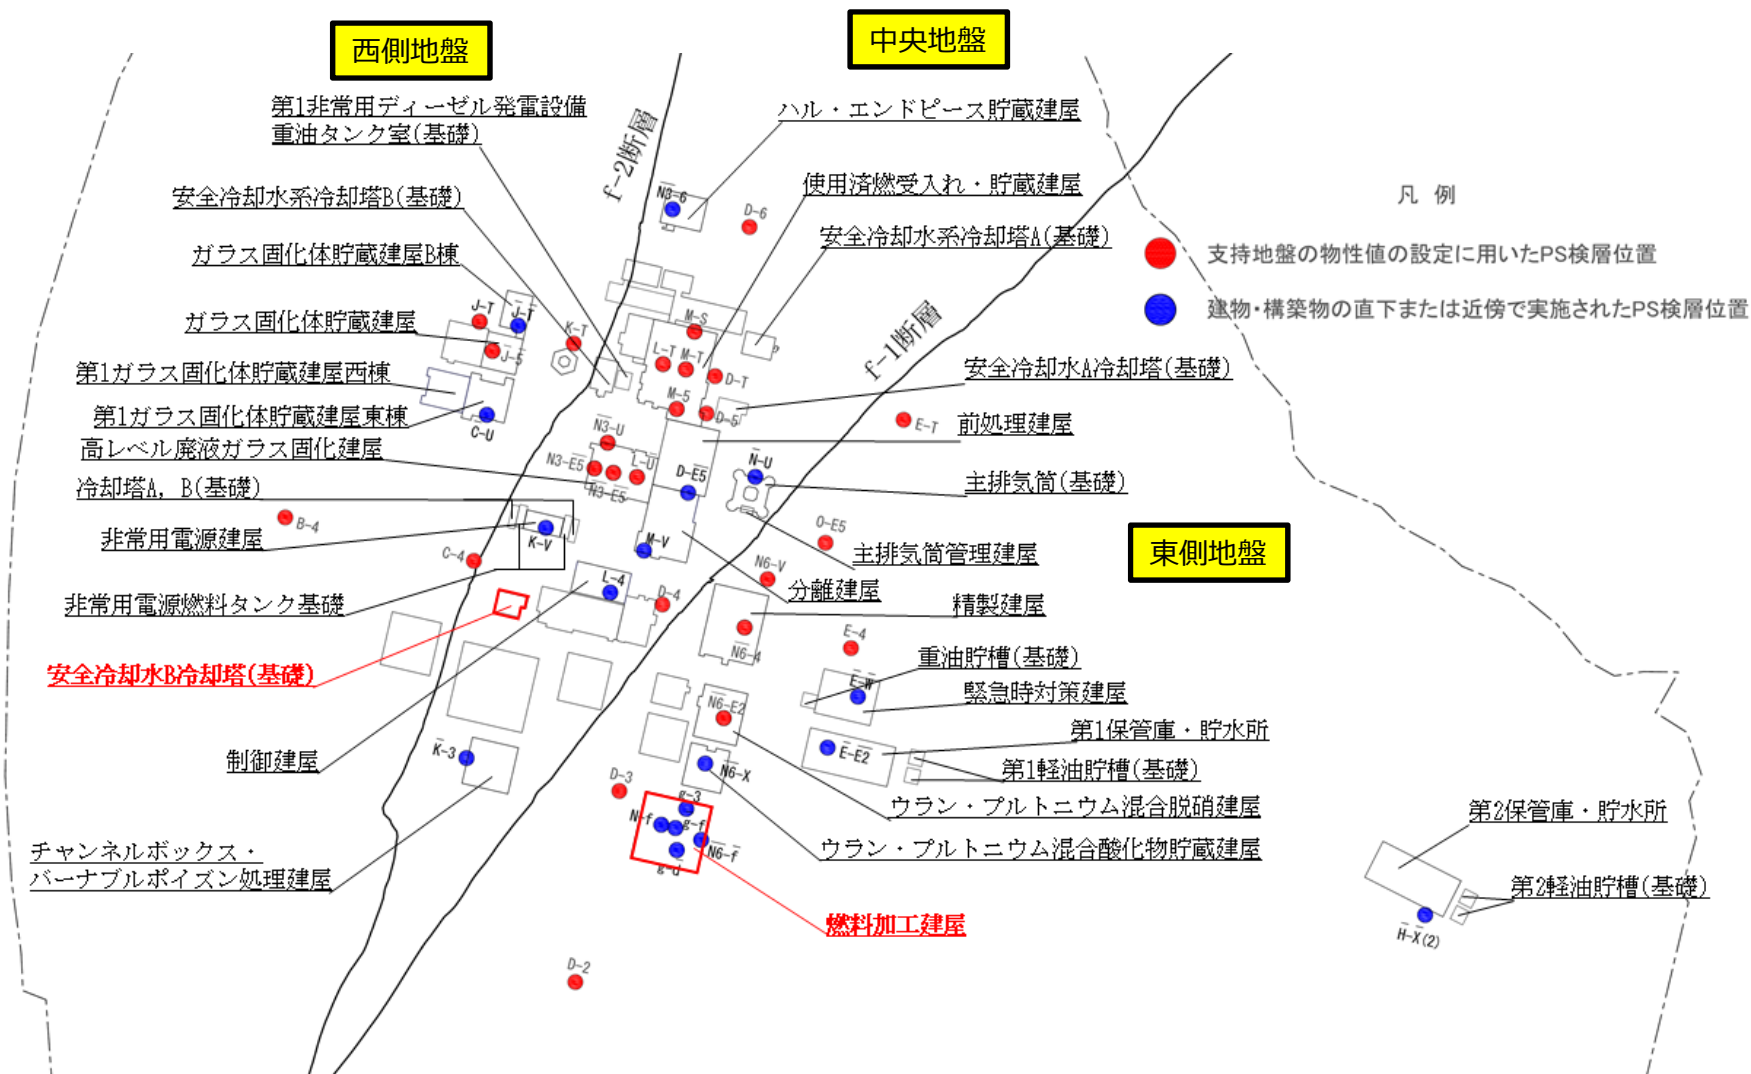 西側地盤
中央地盤
第1非常用ディーゼル発電設備
重油タンク室(基礎)
ハル・エンドピース貯蔵建屋
f-2断層
安全冷却水系冷却塔B(基礎)
使用済燃受入れ・貯蔵建屋
凡 例
N3-6
D-6
安全冷却水系冷却塔A(基礎)
支持地盤の物性値の設定に用いたPS検層位置
ガラス固化体貯蔵建屋B棟
建物・構築物の直下または近傍で実施されたPS検層位置
J-T
J̄-T̄
ガラス固化体貯蔵建屋
K-T
M-S
f-1断層
J̄-5
L-T
M-T
D-T
第1ガラス固化体貯蔵建屋西棟
安全冷却水A冷却塔(基礎)
M-5
D-5
第1ガラス固化体貯蔵建屋東棟
C-U
N3-U
E-T
前処理建屋
高レベル廃液ガラス固化建屋
N3-E5
L-Ū
D-E5
N̄-U
N̄3-E5
冷却塔A, B(基礎)
主排気筒(基礎)
B-4
O-E5
東側地盤
非常用電源建屋
K-V
M-V
主排気筒管理建屋
C-4
N6-V
L-4
分離建屋
非常用電源燃料タンク基礎
D-4
精製建屋
E-4
N̄6-4
安全冷却水B冷却塔(基礎)
重油貯槽(基礎)
Ē-W̄
緊急時対策建屋
N̄6-E2
第1保管庫・貯水所
K̄-3
制御建屋
Ē-Ē2
N̄6-X
第1軽油貯槽(基礎)
D-3
g-3
ウラン・プルトニウム混合脱硝建屋
第2保管庫・貯水所
N-f
g-f
N̄6-f̄
チャンネルボックス・
バーナブルポイズン処理建屋
ウラン・プルトニウム混合酸化物貯蔵建屋
g-d
第2軽油貯槽(基礎)
燃料加工建屋
H̄-X̄(2)
D-2